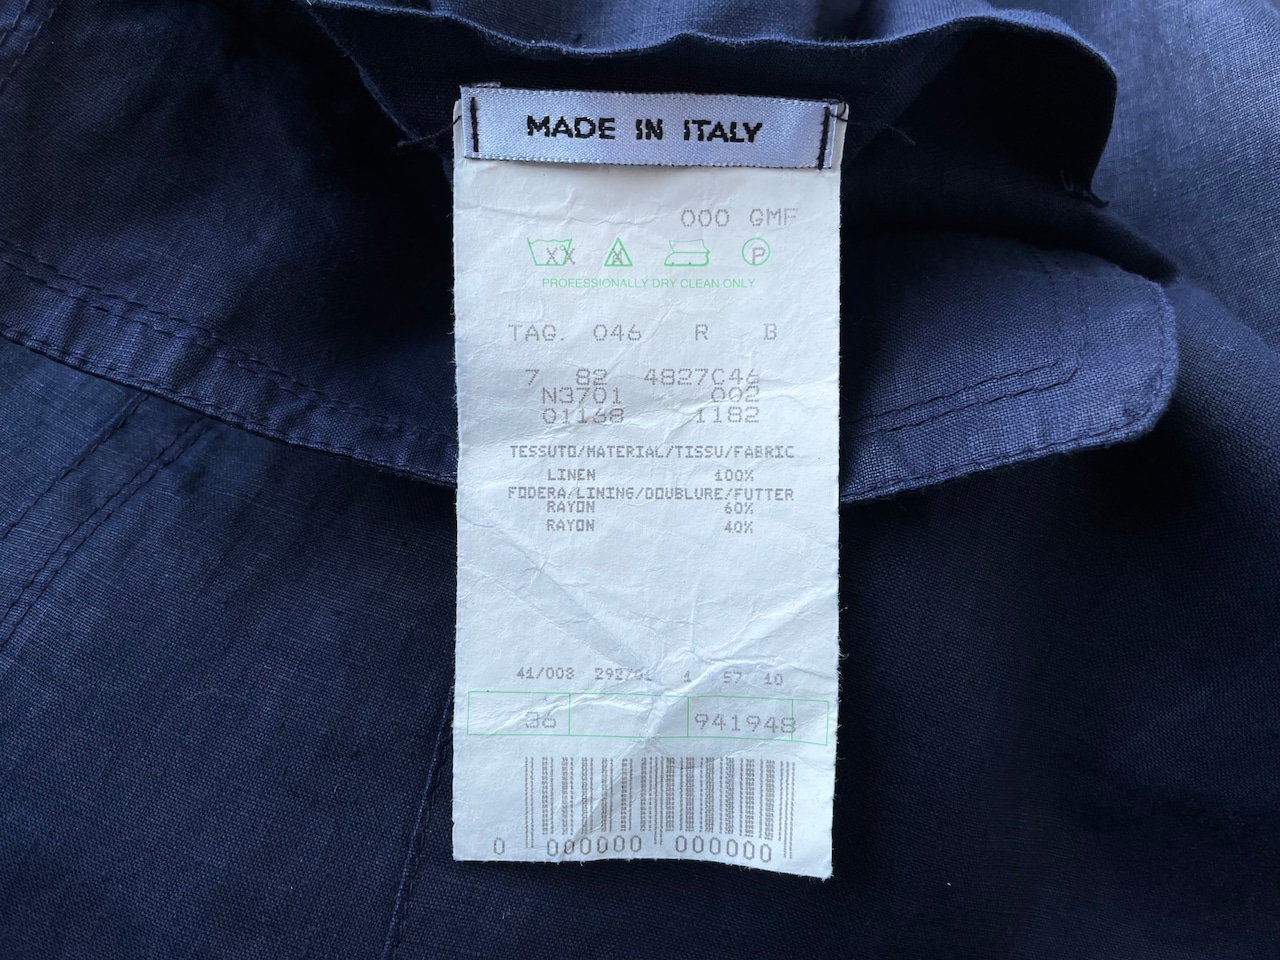 MADE IN ITALY
000 GMF
XX P
PROFESSIONALLY DRY CLEAN ONLY
TAG. 046 R B
7 82 4827C46
N3701 002
01168 1182
TESSUTO/MATERIAL/TISSU/FABRIC
LINEN 100%
FODERA/LINING/DOUBLURE/FUTTER
RAYON 60%
RAYON 40%
41/003 1 57 10
36 941948
0 000000 000000